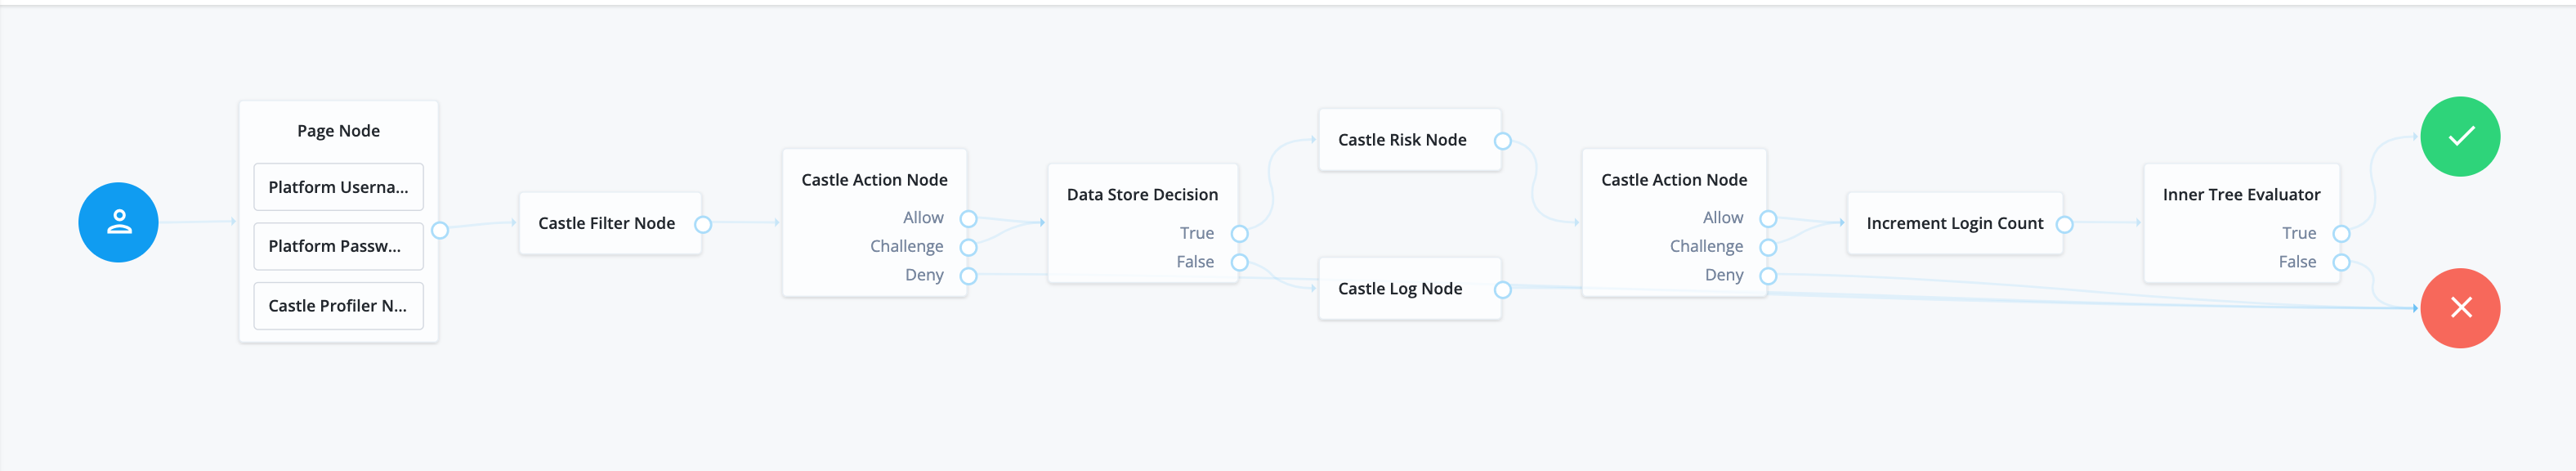 Page Node
Platform Userna...
Platform Passw...
Castle Profiler N...
Castle Filter Node
Castle Action Node
Allow
Challenge
Deny
Data Store Decision
True
False
Castle Risk Node
Castle Log Node
Castle Action Node
Allow
Challenge
Deny
Increment Login Count
Inner Tree Evaluator
True
False